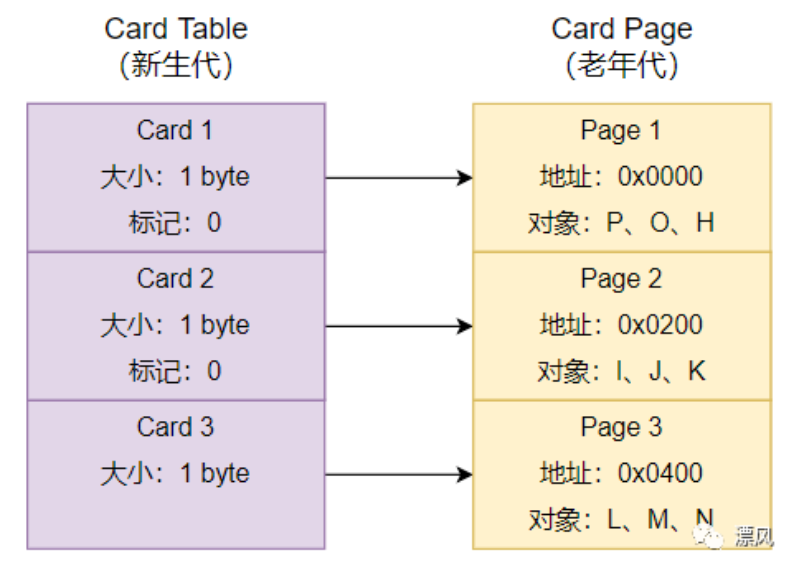 Card Table
（新生代）
Card Page
（老年代）
Card 1
大小：1 byte
标记：0
Page 1
地址：0x0000
对象：P、O、H
Card 2
大小：1 byte
标记：0
Page 2
地址：0x0200
对象：I、J、K
Card 3
大小：1 byte
Page 3
地址：0x0400
对象：L、M、N
漂风